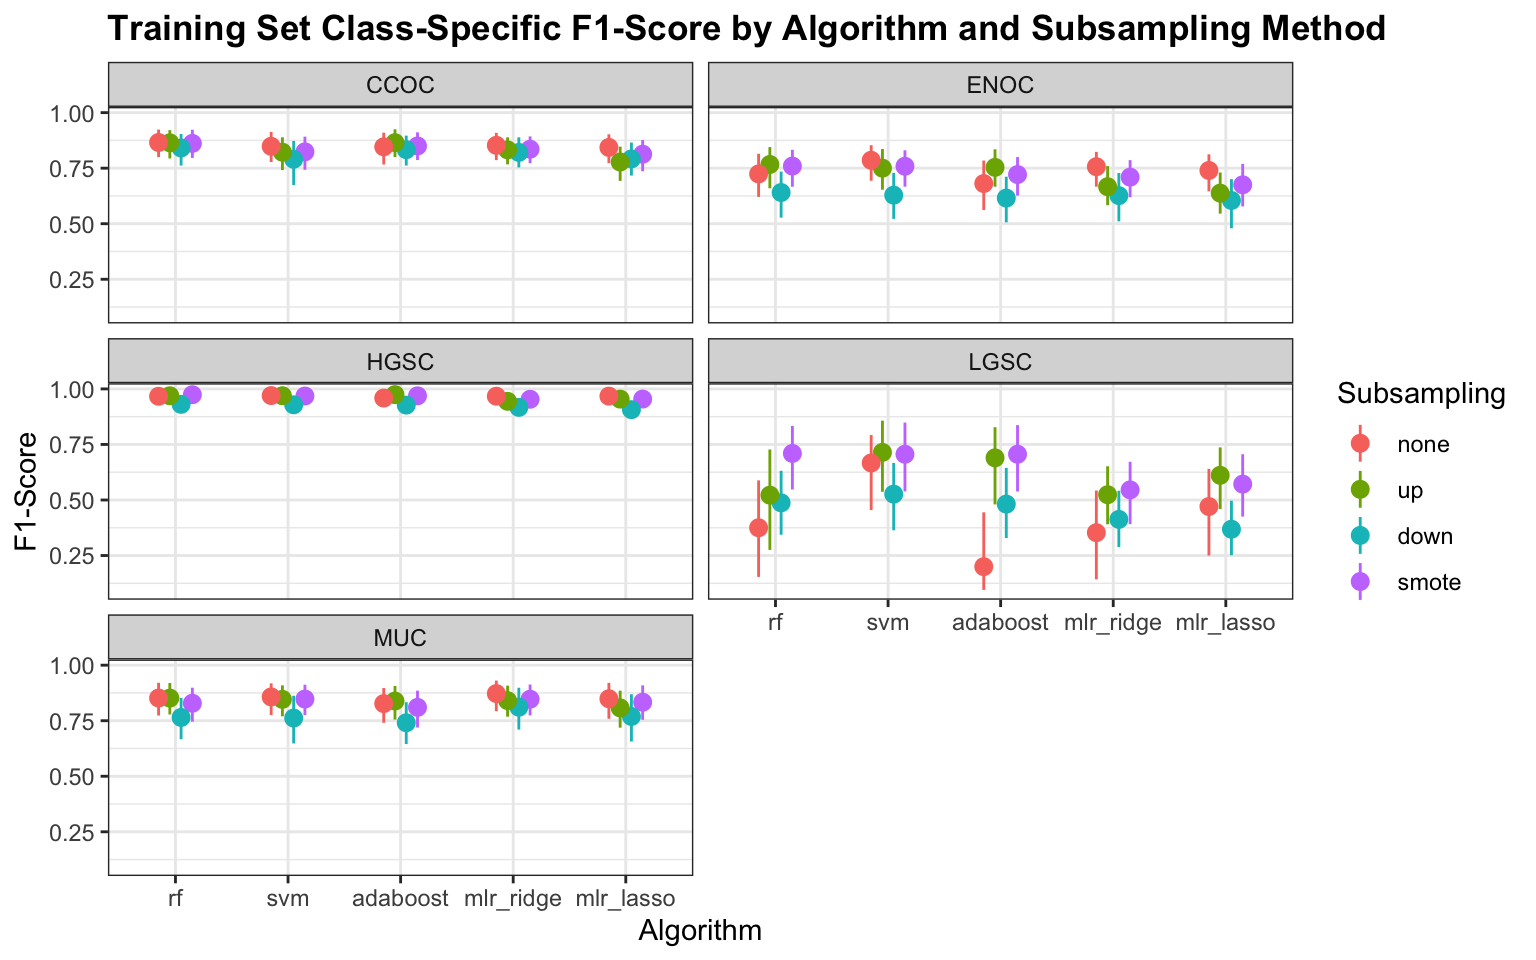 Training Set Class-Specific F1-Score by Algorithm and Subsampling Method
CCOC
ENOC
1.00
0.75
0.50
0.25
HGSC
LGSC
1.00
0.75
0.50
0.25
F1-Score
rf svm adaboost mlr_ridge mlr_lasso
MUC
1.00
0.75
0.50
0.25
rf svm adaboost mlr_ridge mlr_lasso
Algorithm
Subsampling
none
up
down
smote